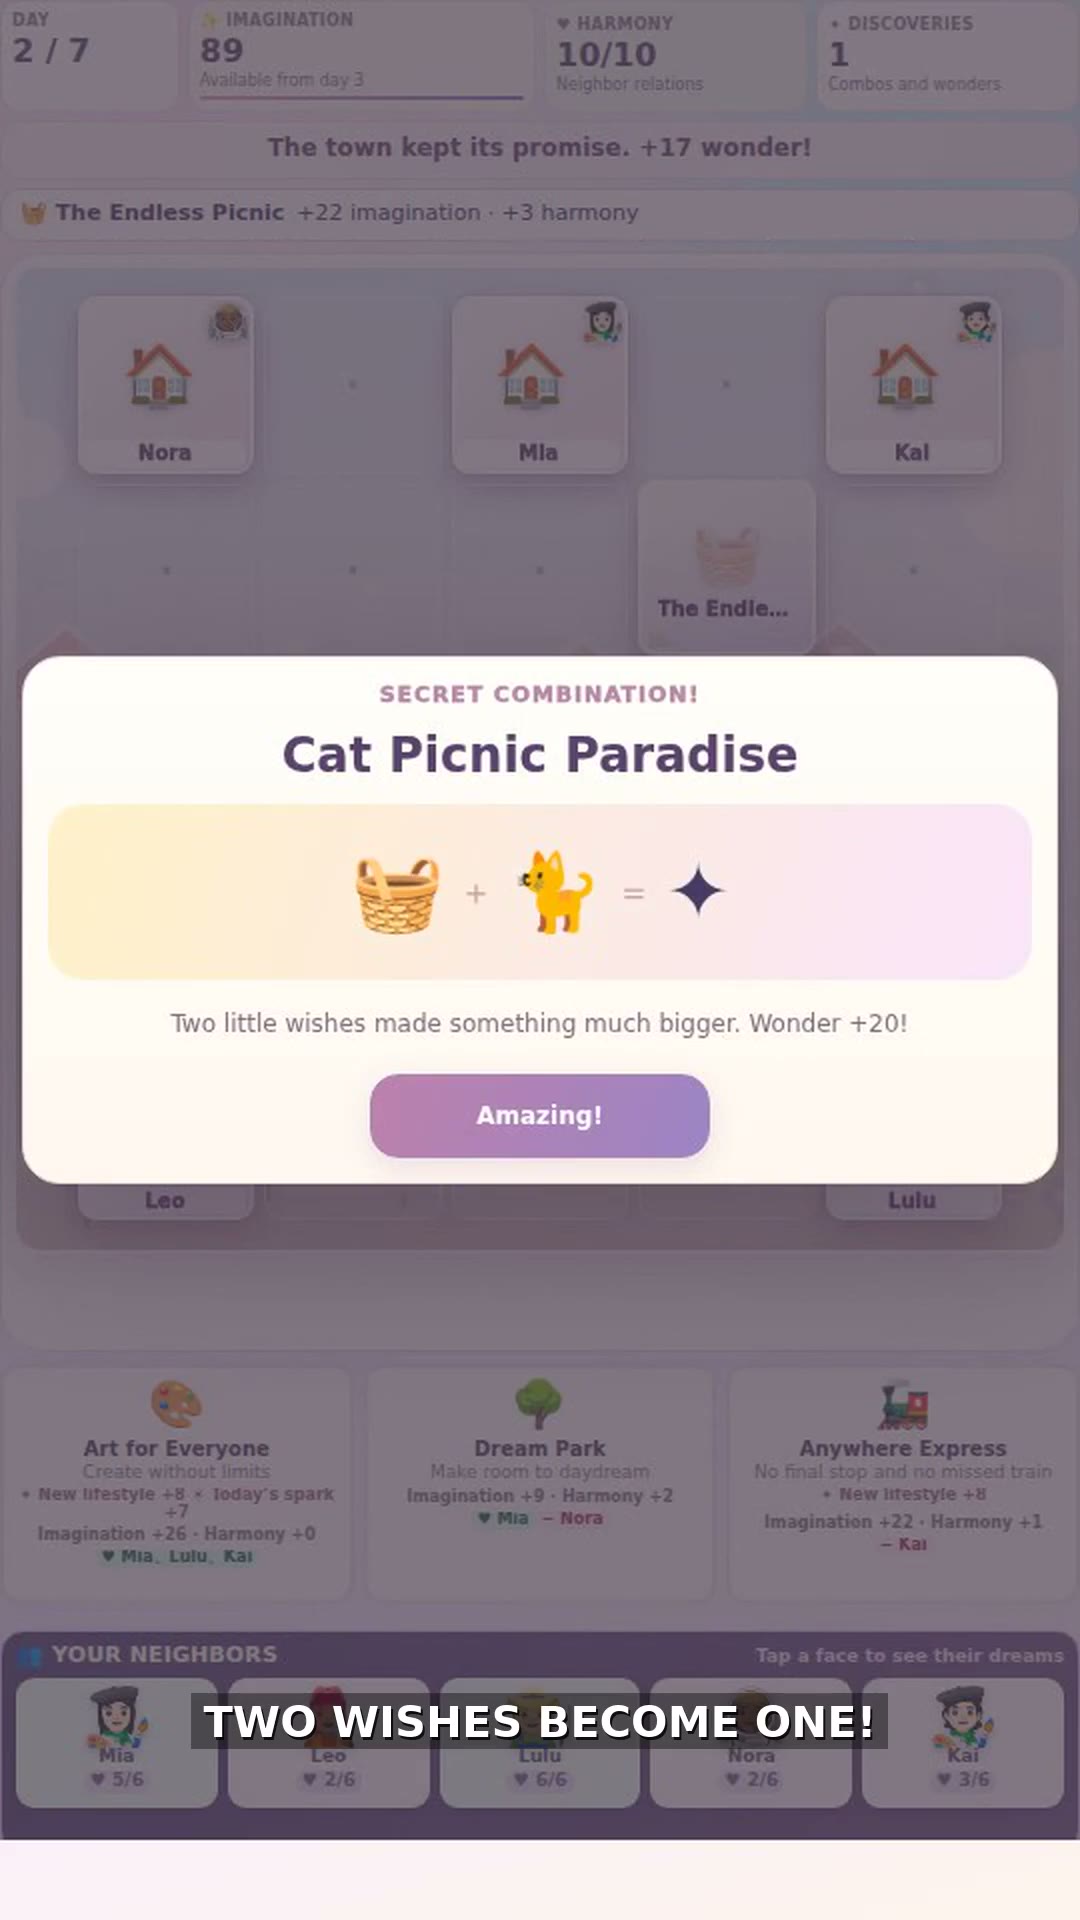 DAY
2 / 7
✨ IMAGINATION
89
Available from day 3
♥ HARMONY
10/10
Neighbor relations
✦ DISCOVERIES
1
Combos and wonders
The town kept its promise. +17 wonder!
The Endless Picnic +22 imagination · +3 harmony
Nora
Mia
Kai
The Endle...
SECRET COMBINATION!
Cat Picnic Paradise
+ =
Two little wishes made something much bigger. Wonder +20!
Amazing!
Leo
Lulu
Art for Everyone
Create without limits
✦ New lifestyle +8 ☀ Today's spark
+7
Imagination +26 · Harmony +0
♥ Mia, Lulu, Kai
Dream Park
Make room to daydream
Imagination +9 · Harmony +2
♥ Mia − Nora
Anywhere Express
No final stop and no missed train
✦ New lifestyle +8
Imagination +22 · Harmony +1
− Kai
YOUR NEIGHBORS
Tap a face to see their dreams
TWO WISHES BECOME ONE!
Mia
♥ 5/6
Leo
♥ 2/6
Lulu
♥ 6/6
Nora
♥ 2/6
Kai
♥ 3/6